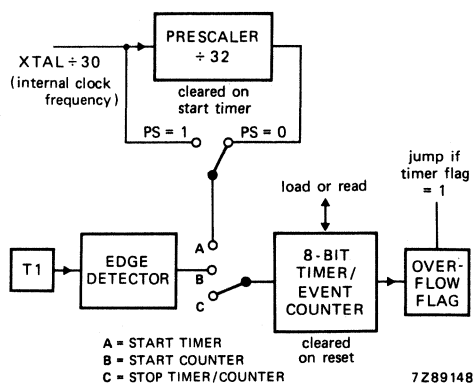 PRESCALER
÷ 32
XTAL ÷ 30
(internal clock
frequency)
cleared on
start timer
PS = 1
PS = 0
jump if
timer flag
= 1
load or read
T1
EDGE
DETECTOR
A
B
C
8-BIT
TIMER/
EVENT
COUNTER
OVER-
FLOW
FLAG
cleared
on reset
A = START TIMER
B = START COUNTER
C = STOP TIMER/COUNTER
7Z89148